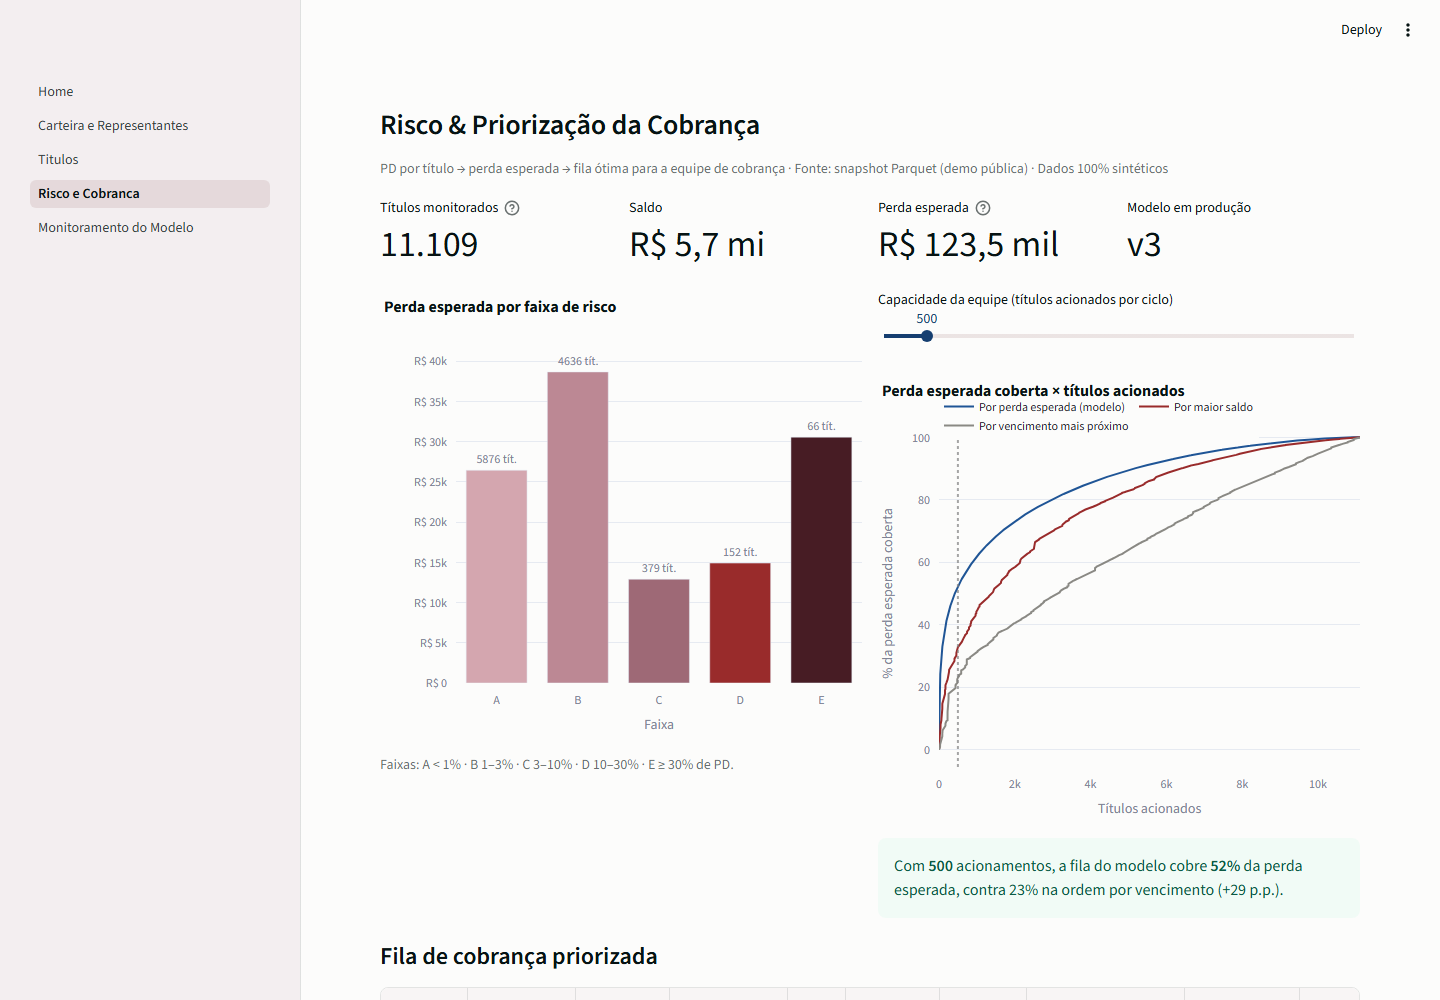 Deploy
Home
Carteira e Representantes
Titulos
Risco e Cobranca
Monitoramento do Modelo
Risco & Priorização da Cobrança
PD por título → perda esperada → fila ótima para a equipe de cobrança · Fonte: snapshot Parquet (demo pública) · Dados 100% sintéticos
Títulos monitorados
11.109
Saldo
R$ 5,7 mi
Perda esperada
R$ 123,5 mil
Modelo em produção
v3
Perda esperada por faixa de risco
R$ 40k
R$ 35k
R$ 30k
R$ 25k
R$ 20k
R$ 15k
R$ 10k
R$ 5k
R$ 0
5876 tít.
4636 tít.
379 tít.
152 tít.
66 tít.
A
B
C
D
E
Faixa
Faixas: A < 1% · B 1–3% · C 3–10% · D 10–30% · E ≥ 30% de PD.
Capacidade da equipe (títulos acionados por ciclo)
500
Perda esperada coberta × títulos acionados
Por perda esperada (modelo)
Por maior saldo
Por vencimento mais próximo
% da perda esperada coberta
100
80
60
40
20
0
0
2k
4k
6k
8k
10k
Títulos acionados
Com 500 acionamentos, a fila do modelo cobre 52% da perda
esperada, contra 23% na ordem por vencimento (+29 p.p.).
Fila de cobrança priorizada